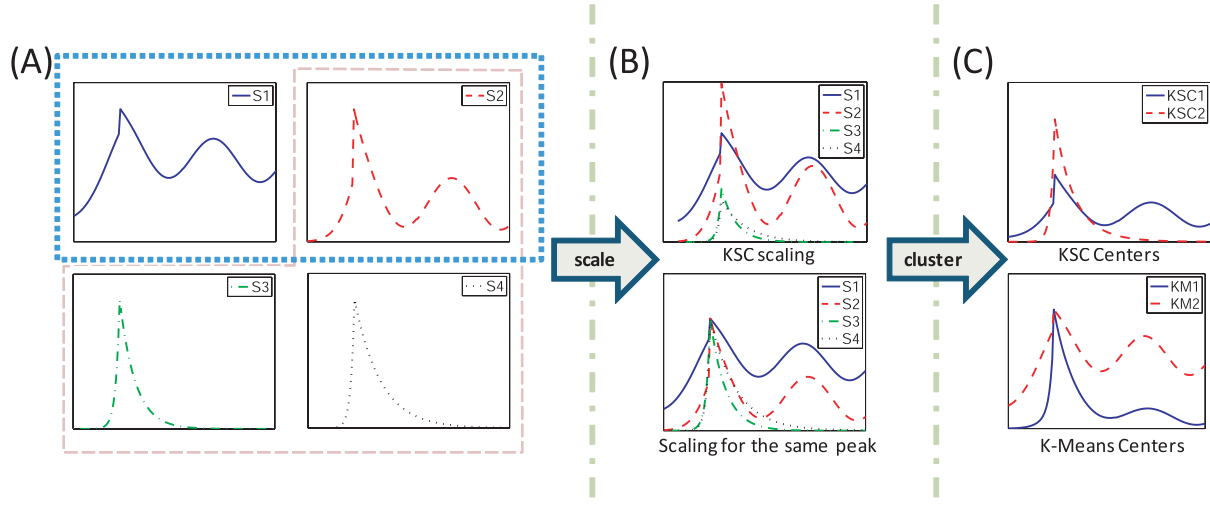 (A)
S1
S2
S3
S4
scale
(B)
S1
S2
S3
S4
KSC scaling
S1
S2
S3
S4
Scaling for the same peak
cluster
(C)
KSC1
KSC2
KSC Centers
KM1
KM2
K-Means Centers